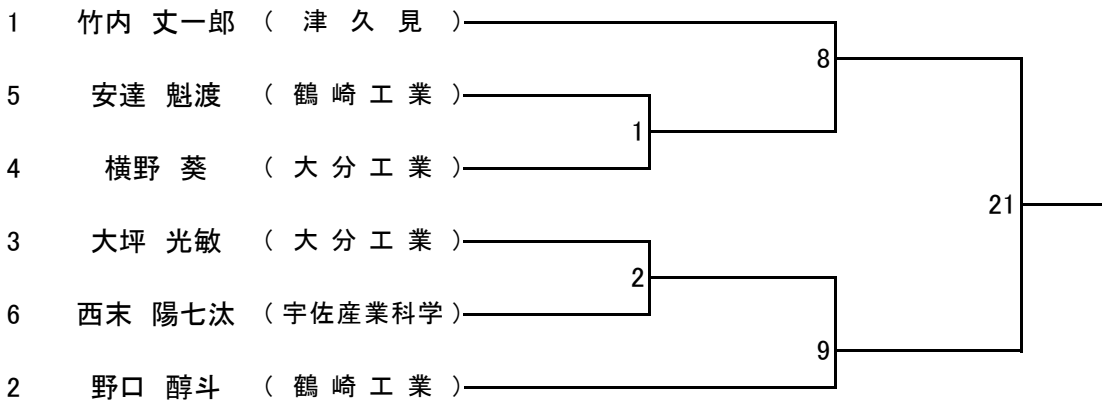 1 竹内 丈一郎 ( 津 久 見 )
8
5 安達 魁渡 ( 鶴 崎 工 業 )
1
4 横野 葵 ( 大 分 工 業 )
21
3 大坪 光敏 ( 大 分 工 業 )
2
6 西末 陽七汰 ( 宇佐産業科学 )
9
2 野口 醇斗 ( 鶴 崎 工 業 )